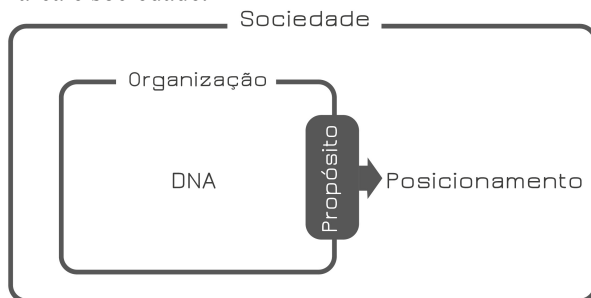 Sociedade
Organização
DNA
Propósito
Posicionamento